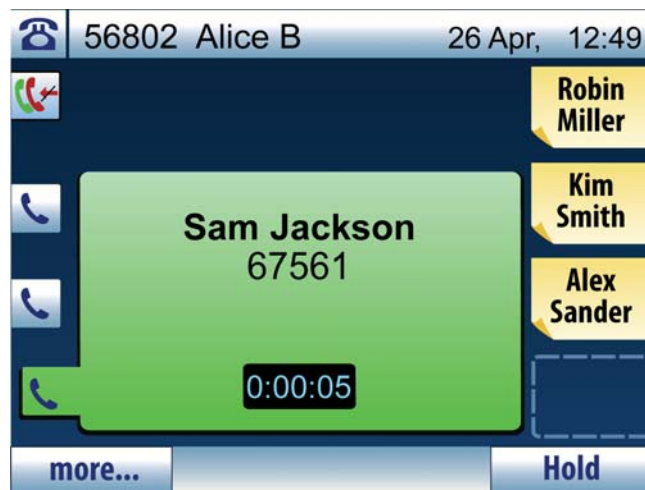 56802 Alice B 26 Apr, 12:49
Robin
Miller
Kim
Smith
Sam Jackson
67561
Alex
Sander
0:00:05
more... Hold